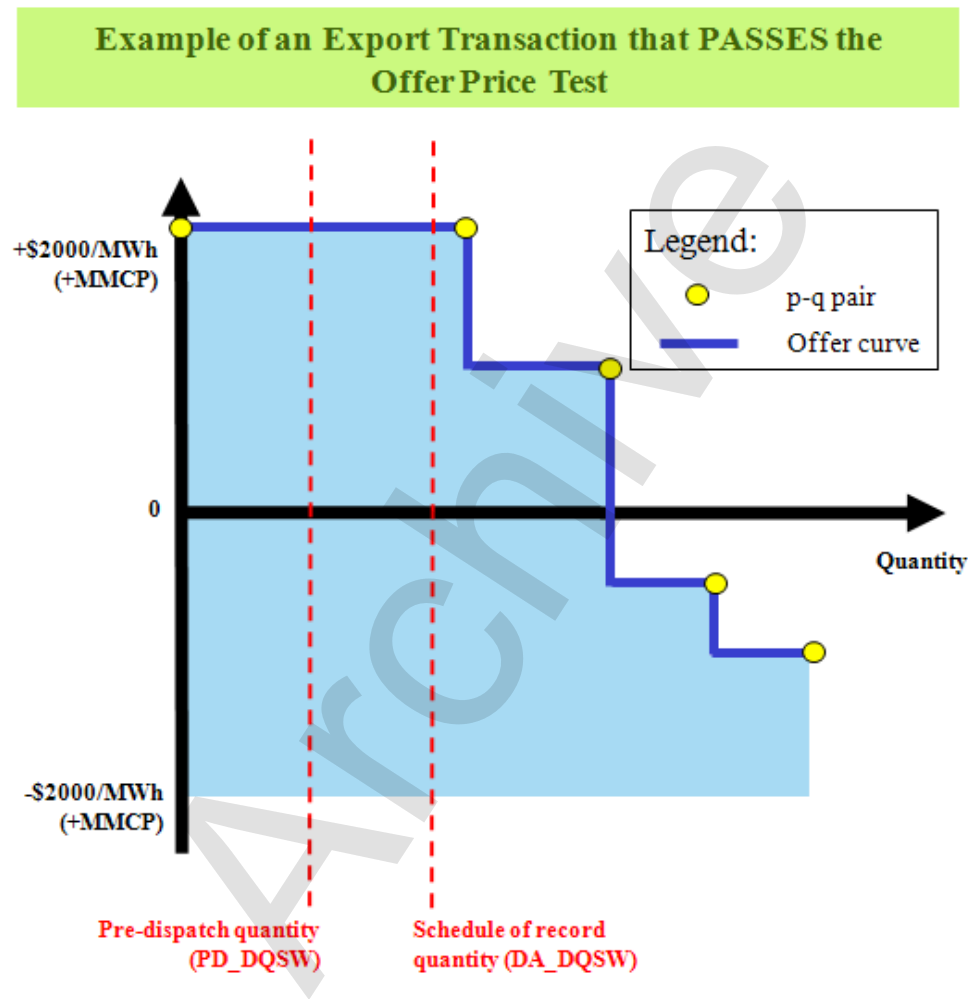 Example of an Export Transaction that PASSES the
Offer Price Test
+$2000/MWh
(+MMCP)
Legend:
p-q pair
Offer curve
0
Quantity
-$2000/MWh
(+MMCP)
Pre-dispatch quantity
(PD_DQSW)
Schedule of record
quantity (DA_DQSW)
Archive